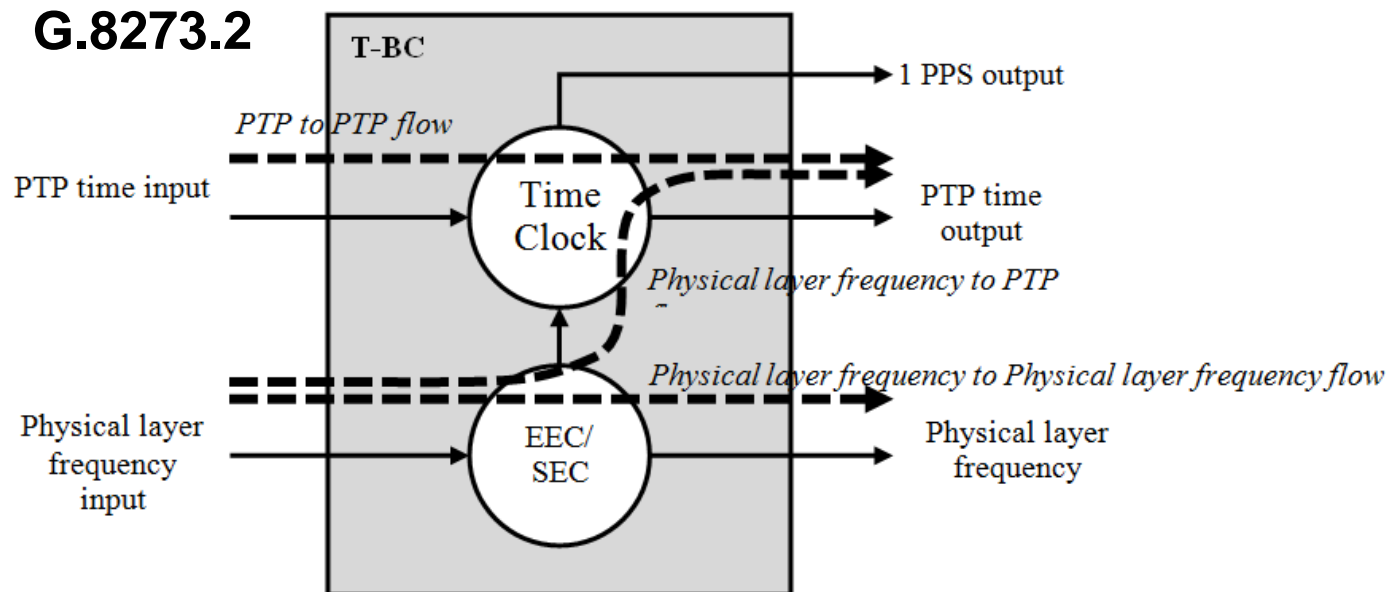 G.8273.2
T-BC
1 PPS output
PTP to PTP flow
PTP time input
Time
Clock
PTP time
output
Physical layer frequency to PTP
Physical layer frequency to Physical layer frequency flow
Physical layer
frequency
input
EEC/
SEC
Physical layer
frequency